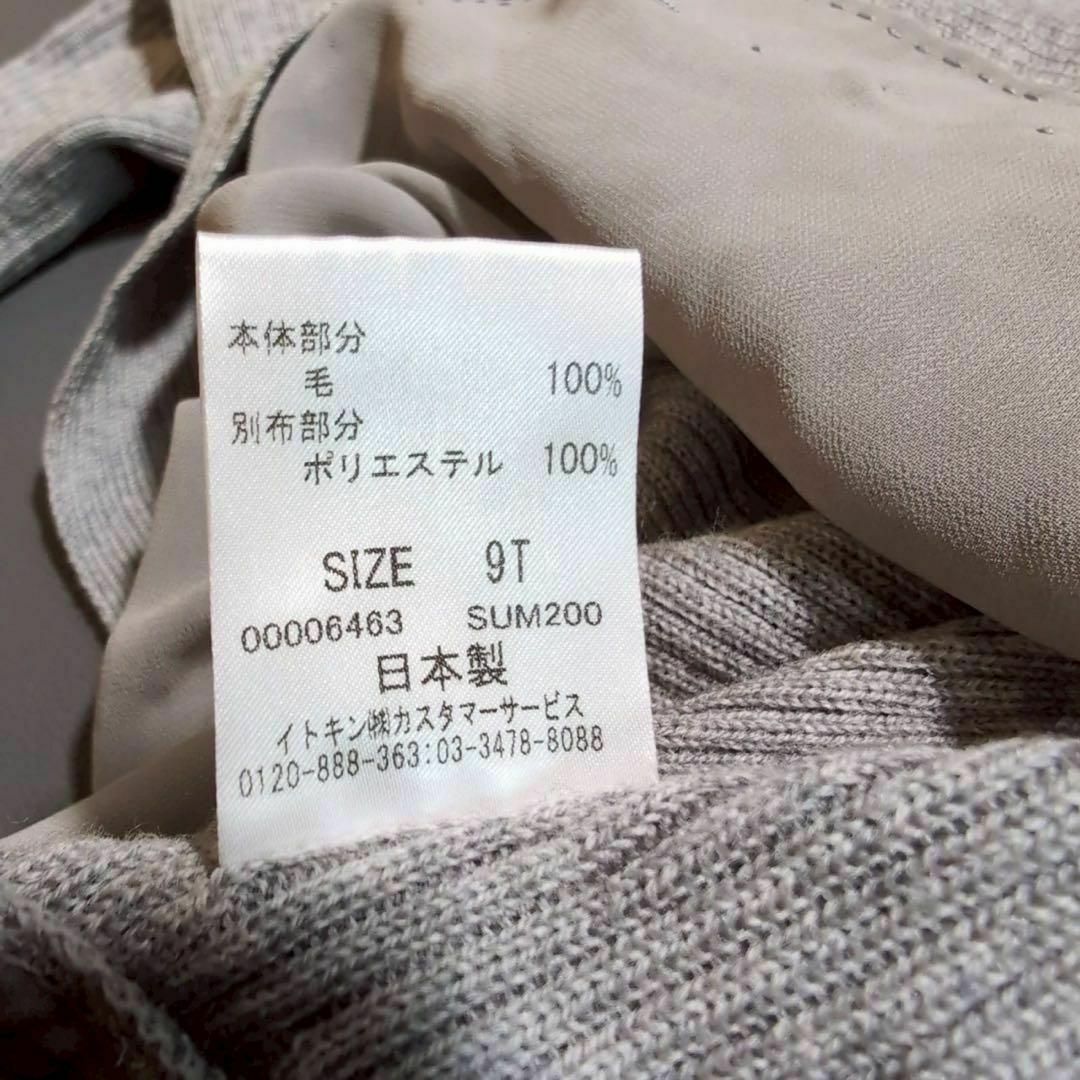 本体部分
毛 100%
別布部分
ポリエステル 100%
SIZE 9T
00006463 SUM200
日本製
イトキン㈱カスタマーサービス
0120-888-363:03-3478-8088